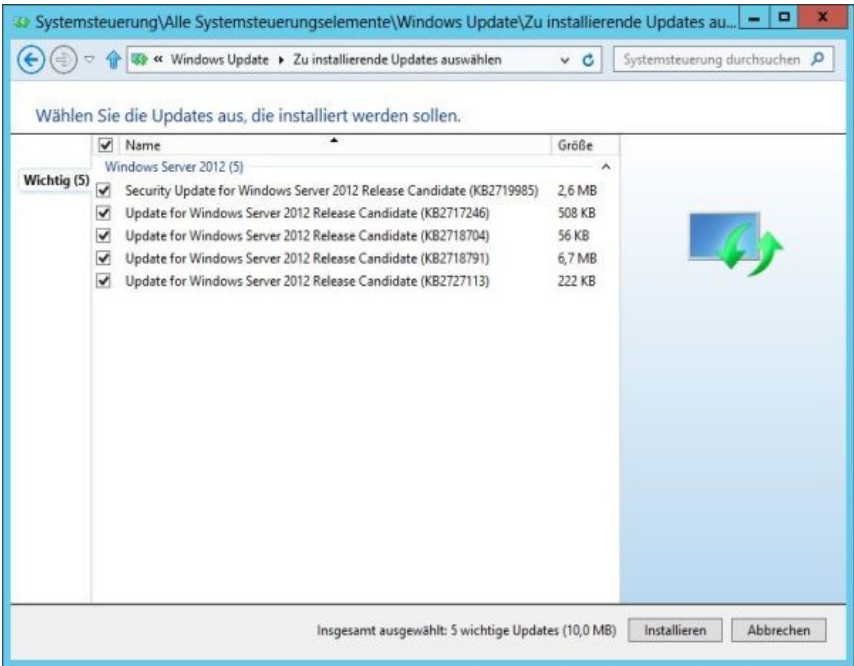 Systemsteuerung\Alle Systemsteuerungselemente\Windows Update\Zu installierende Updates au...
« Windows Update Zu installierende Updates auswählen
Systemsteuerung durchsuchen
Wählen Sie die Updates aus, die installiert werden sollen.
Name Größe
Windows Server 2012 (5)
Wichtig (5)
Security Update for Windows Server 2012 Release Candidate (KB2719985) 2,6 MB
Update for Windows Server 2012 Release Candidate (KB2717246) 508 KB
Update for Windows Server 2012 Release Candidate (KB2718704) 56 KB
Update for Windows Server 2012 Release Candidate (KB2718791) 6,7 MB
Update for Windows Server 2012 Release Candidate (KB2727113) 222 KB
Insgesamt ausgewählt: 5 wichtige Updates (10,0 MB) Installieren Abbrechen